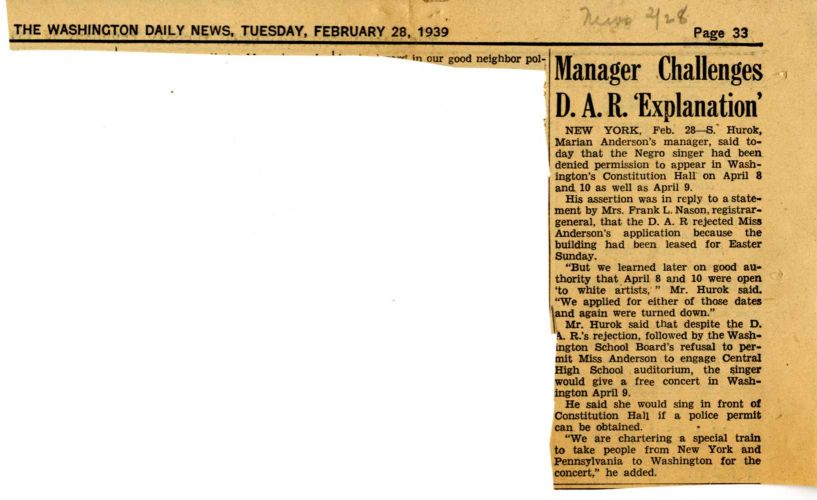 News 2/28
THE WASHINGTON DAILY NEWS, TUESDAY, FEBRUARY 28, 1939 Page 33
in our good neighbor pol-
Manager Challenges
D. A. R. 'Explanation'
NEW YORK, Feb. 28—S. Hurok,
Marian Anderson's manager, said to-
day that the Negro singer had been
denied permission to appear in Wash-
ington's Constitution Hall on April 8
and 10 as well as April 9.
His assertion was in reply to a state-
ment by Mrs. Frank L. Nason, registrar-
general, that the D. A. R rejected Miss
Anderson's application because the
building had been leased for Easter
Sunday.
"But we learned later on good au-
thority that April 8 and 10 were open
'to white artists,' " Mr. Hurok said.
"We applied for either of those dates
and again were turned down."
Mr. Hurok said that despite the D.
A. R.'s rejection, followed by the Wash-
ington School Board's refusal to per-
mit Miss Anderson to engage Central
High School auditorium, the singer
would give a free concert in Wash-
ington April 9.
He said she would sing in front of
Constitution Hall if a police permit
can be obtained.
"We are chartering a special train
to take people from New York and
Pennsylvania to Washington for the
concert," he added.